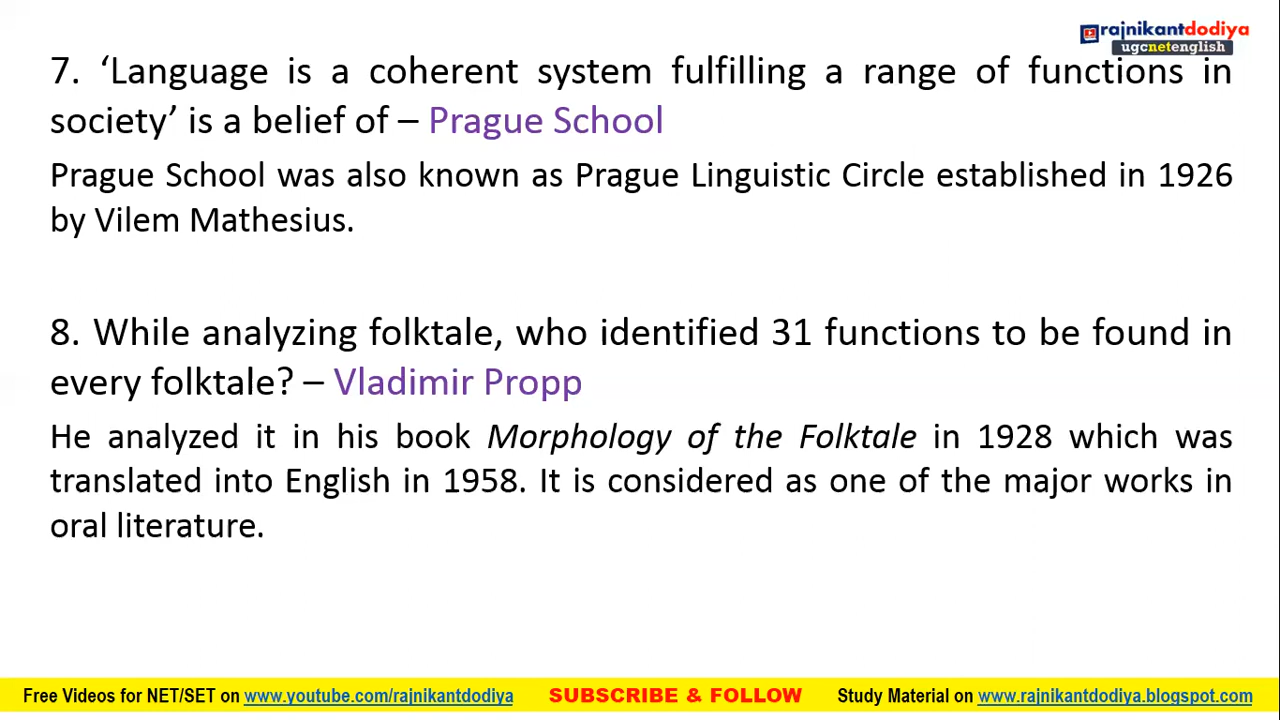 rajnikantdodiya
ugcnetenglish
7. ‘Language is a coherent system fulfilling a range of functions in
society’ is a belief of – Prague School
Prague School was also known as Prague Linguistic Circle established in 1926
by Vilem Mathesius.
8. While analyzing folktale, who identified 31 functions to be found in
every folktale? – Vladimir Propp
He analyzed it in his book Morphology of the Folktale in 1928 which was
translated into English in 1958. It is considered as one of the major works in
oral literature.
Free Videos for NET/SET on www.youtube.com/rajnikantdodiya SUBSCRIBE & FOLLOW Study Material on www.rajnikantdodiya.blogspot.com